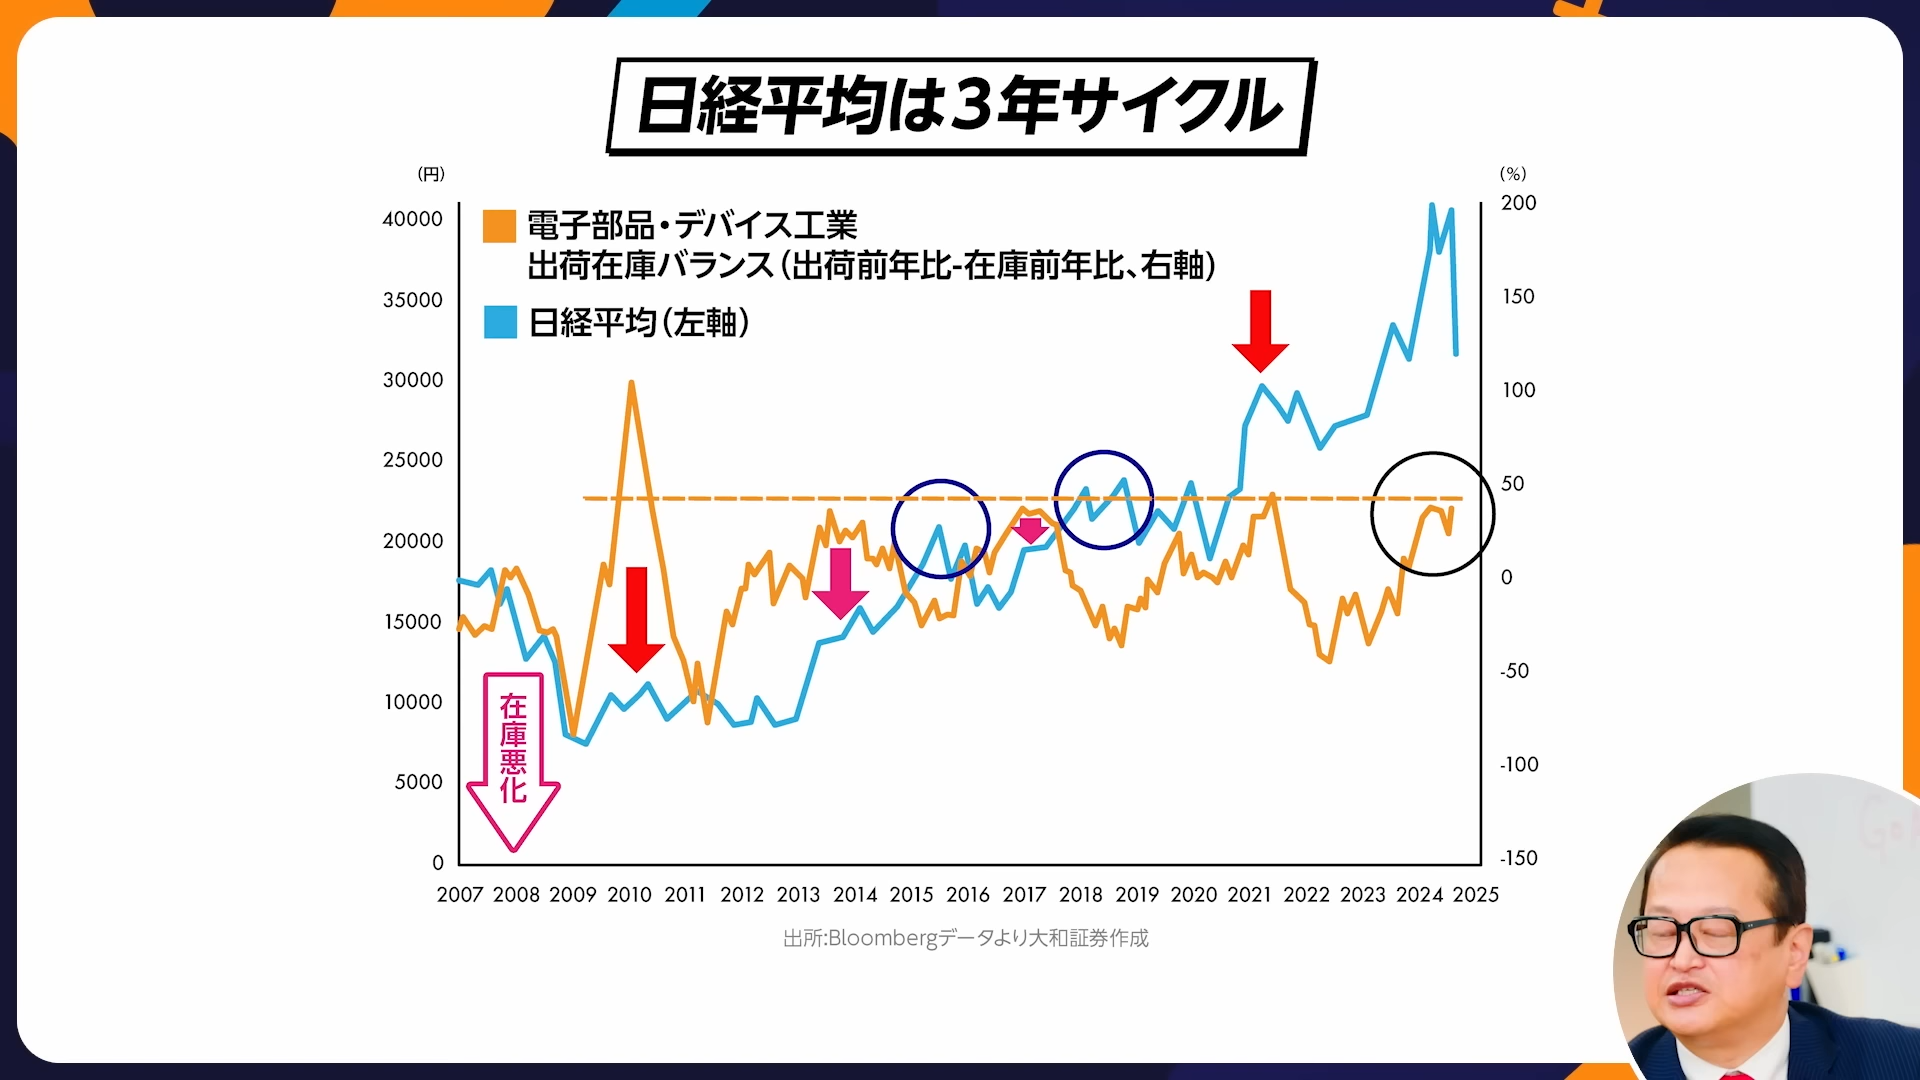 日経平均は３年サイクル
(円)
(%)
電子部品・デバイス工業
出荷在庫バランス（出荷前年比-在庫前年比、右軸）
日経平均（左軸）
40000
35000
30000
25000
20000
15000
10000
5000
0
200
150
100
50
0
-50
-100
-150
在庫悪化
2007 2008 2009 2010 2011 2012 2013 2014 2015 2016 2017 2018 2019 2020 2021 2022 2023 2024 2025
出所:Bloombergデータより大和証券作成